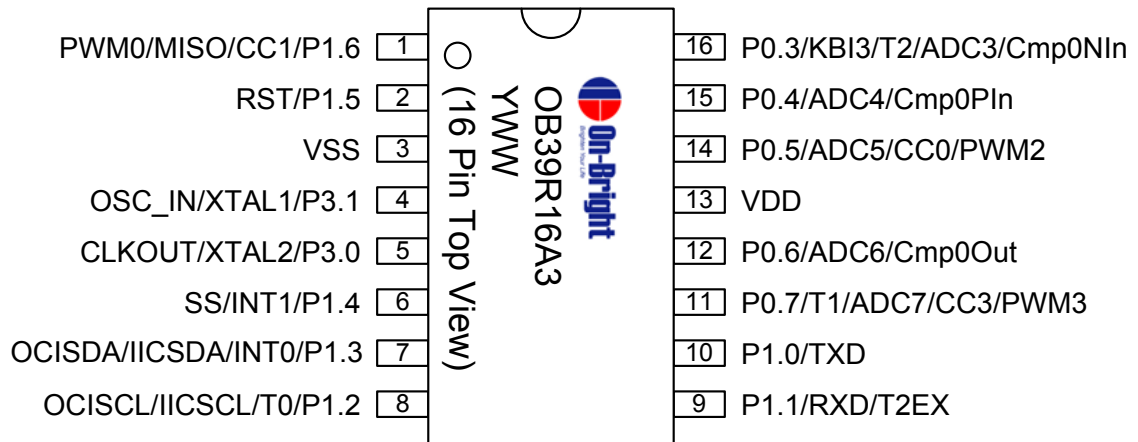 PWM0/MISO/CC1/P1.6 1
RST/P1.5 2
VSS 3
OSC_IN/XTAL1/P3.1 4
CLKOUT/XTAL2/P3.0 5
SS/INT1/P1.4 6
OCISDA/IICSDA/INT0/P1.3 7
OCISCL/IICSCL/T0/P1.2 8
On-Bright
Brighten Your Life
OB39R16A3
YWW
(16 Pin Top View)
16 P0.3/KBI3/T2/ADC3/Cmp0NIn
15 P0.4/ADC4/Cmp0PIn
14 P0.5/ADC5/CC0/PWM2
13 VDD
12 P0.6/ADC6/Cmp0Out
11 P0.7/T1/ADC7/CC3/PWM3
10 P1.0/TXD
9 P1.1/RXD/T2EX